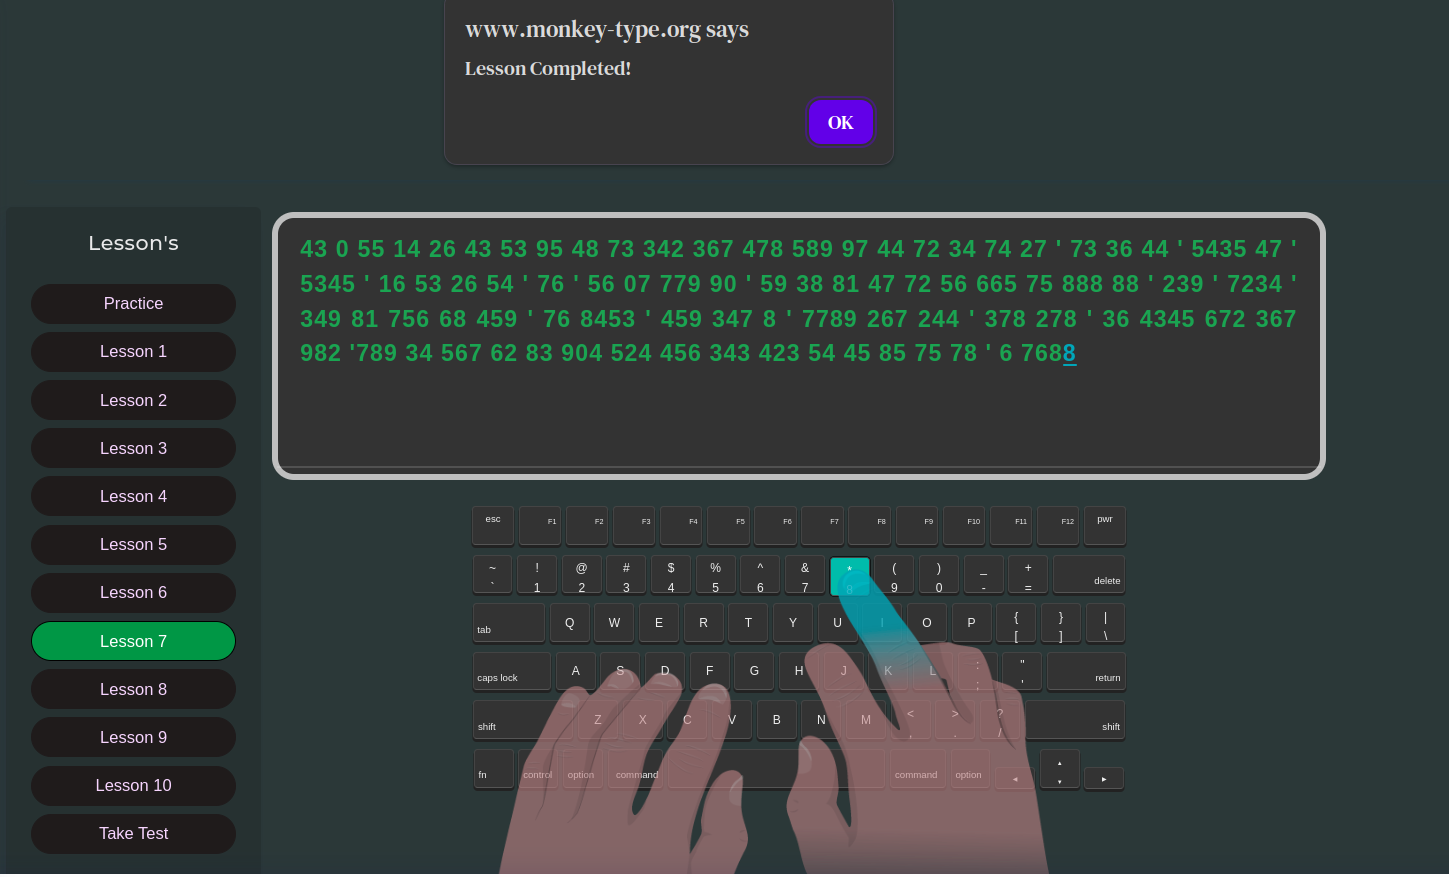 www.monkey-type.org says
Lesson Completed!
OK
Lesson's
Practice
Lesson 1
Lesson 2
Lesson 3
Lesson 4
Lesson 5
Lesson 6
Lesson 7
Lesson 8
Lesson 9
Lesson 10
Take Test
43 0 55 14 26 43 53 95 48 73 342 367 478 589 97 44 72 34 74 27 ' 73 36 44 ' 5435 47 '
5345 ' 16 53 26 54 ' 76 ' 56 07 779 90 ' 59 38 81 47 72 56 665 75 888 88 ' 239 ' 7234 '
349 81 756 68 459 ' 76 8453 ' 459 347 8 ' 7789 267 244 ' 378 278 ' 36 4345 672 367
982 '789 34 567 62 83 904 524 456 343 423 54 45 85 75 78 ' 6 7688
esc F1 F2 F3 F4 F5 F6 F7 F8 F9 F10 F11 F12 pwr
~ ! @ # $ % ^ & * ( ) _ +
` 1 2 3 4 5 6 7 8 9 0 - = delete
tab Q W E R T Y U I O P { } |
[ ] \
caps lock A S D F G H J K L : " return
; '
shift Z X C V B N M < > ? shift
, . /
fn control option command command option ◂ ▴ ▾ ▸